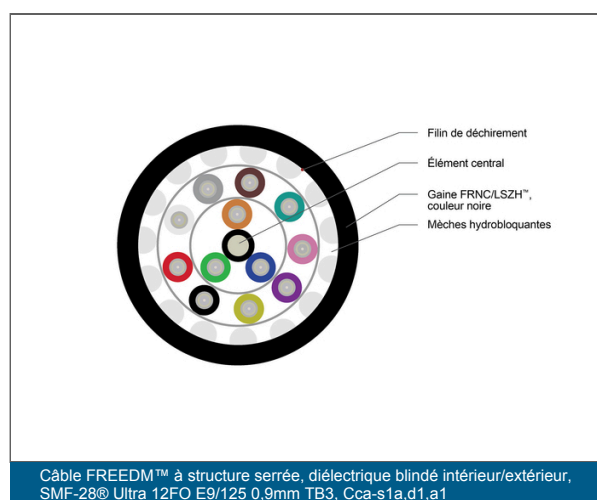 Filin de déchirement
Élément central
Gaine FRNC/LSZH™,
couleur noire
Mèches hydrobloquantes
Câble FREEDM™ à structure serrée, diélectrique blindé intérieur/extérieur,
SMF-28® Ultra 12FO E9/125 0,9mm TB3, Cca-s1a,d1,a1